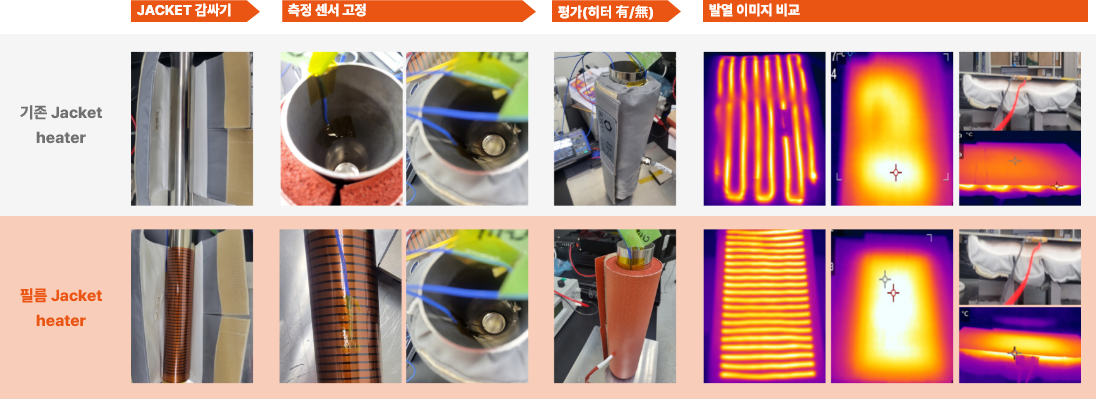 JACKET 감싸기
측정 센서 고정
평가(히터 有/無)
발열 이미지 비교
기존 Jacket
heater
필름 Jacket
heater
4
°C
°C